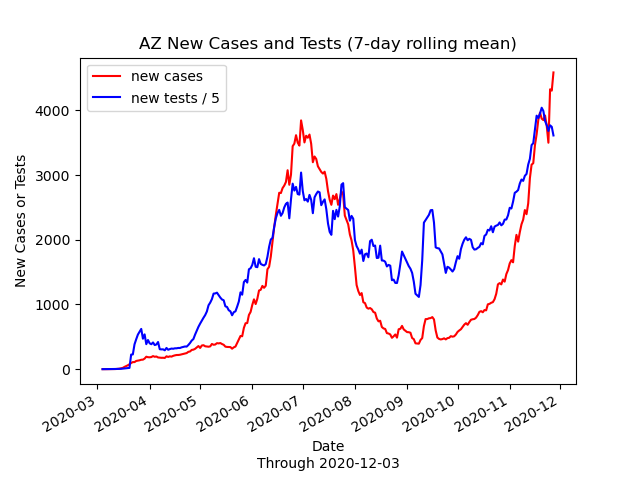 AZ New Cases and Tests (7-day rolling mean)
new cases
new tests / 5
New Cases or Tests
4000
3000
2000
1000
0
2020-03
2020-04
2020-05
2020-06
2020-07
2020-08
2020-09
2020-10
2020-11
2020-12
Date
Through 2020-12-03